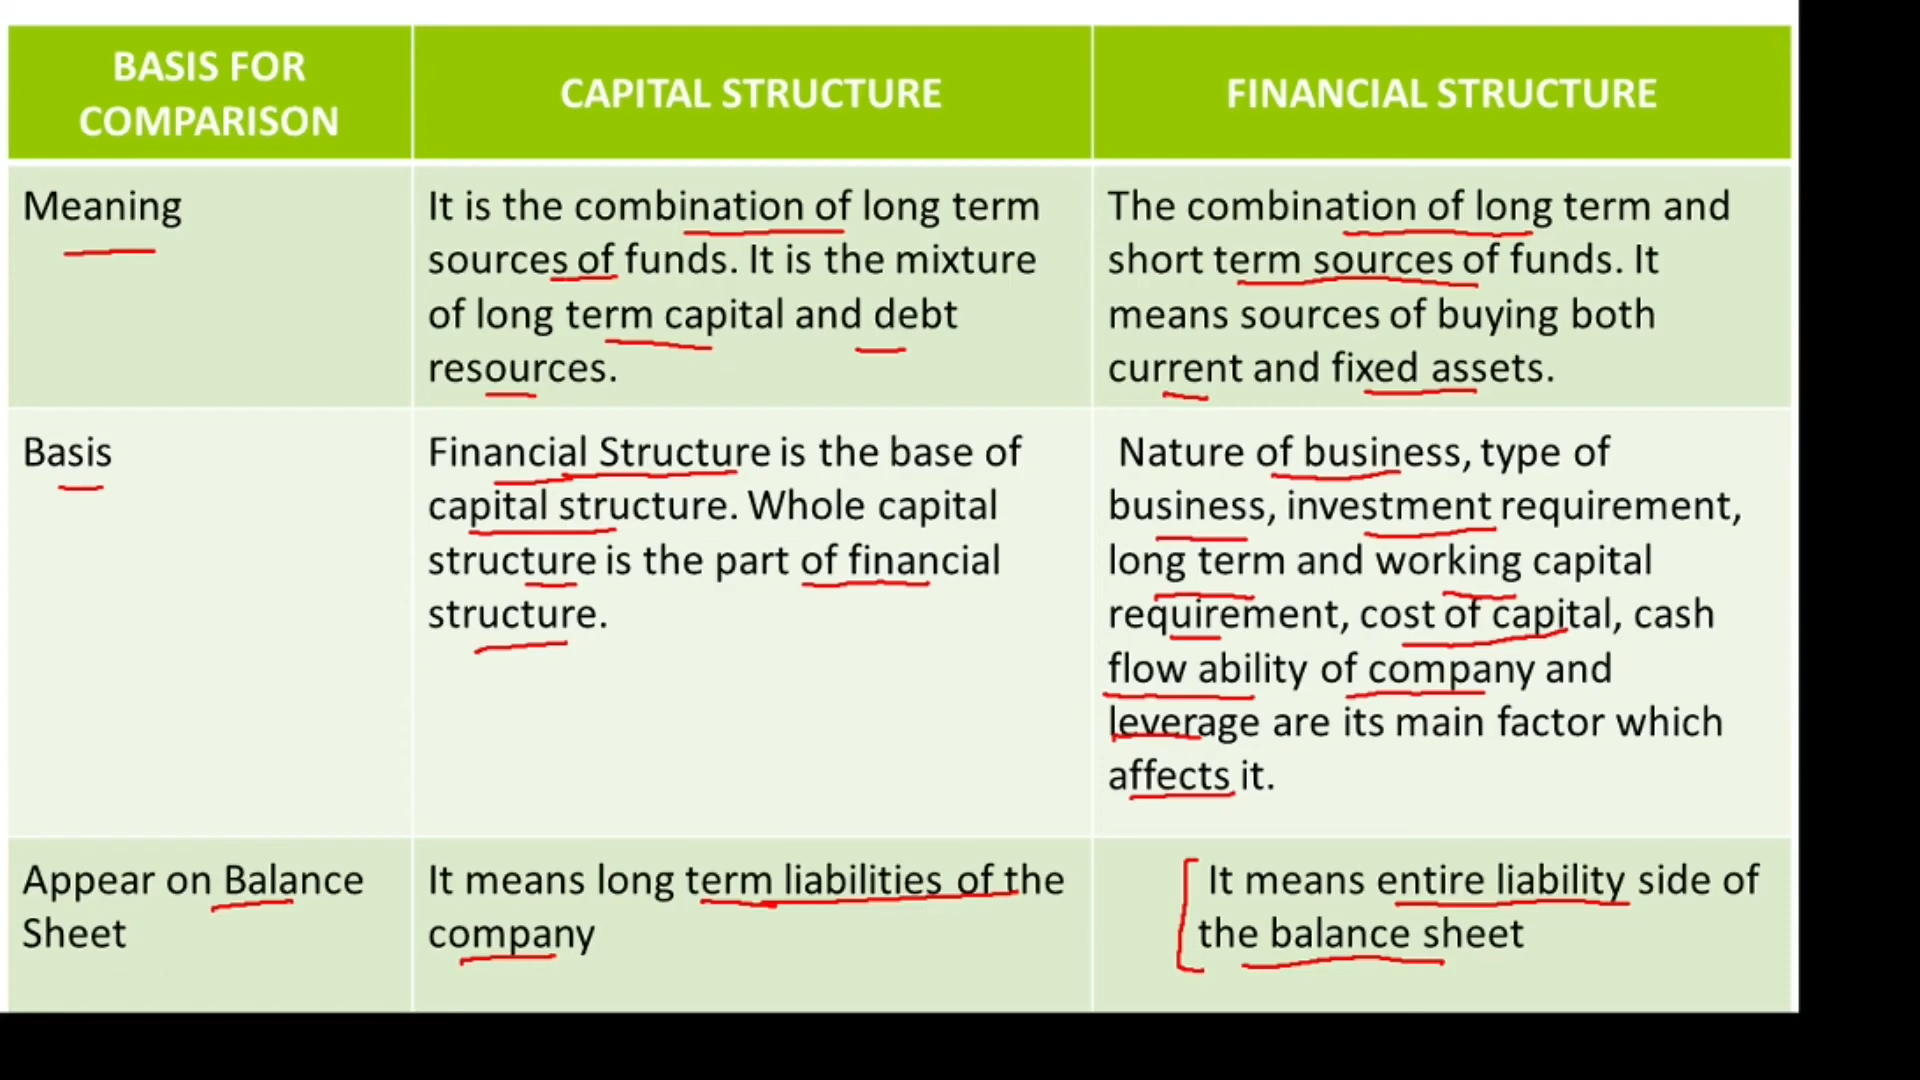 BASIS FOR
COMPARISON
CAPITAL STRUCTURE
FINANCIAL STRUCTURE
Meaning
It is the combination of long term
sources of funds. It is the mixture
of long term capital and debt
resources.
The combination of long term and
short term sources of funds. It
means sources of buying both
current and fixed assets.
Basis
Financial Structure is the base of
capital structure. Whole capital
structure is the part of financial
structure.
Nature of business, type of
business, investment requirement,
long term and working capital
requirement, cost of capital, cash
flow ability of company and
leverage are its main factor which
affects it.
Appear on Balance
Sheet
It means long term liabilities of the
company
It means entire liability side of
the balance sheet